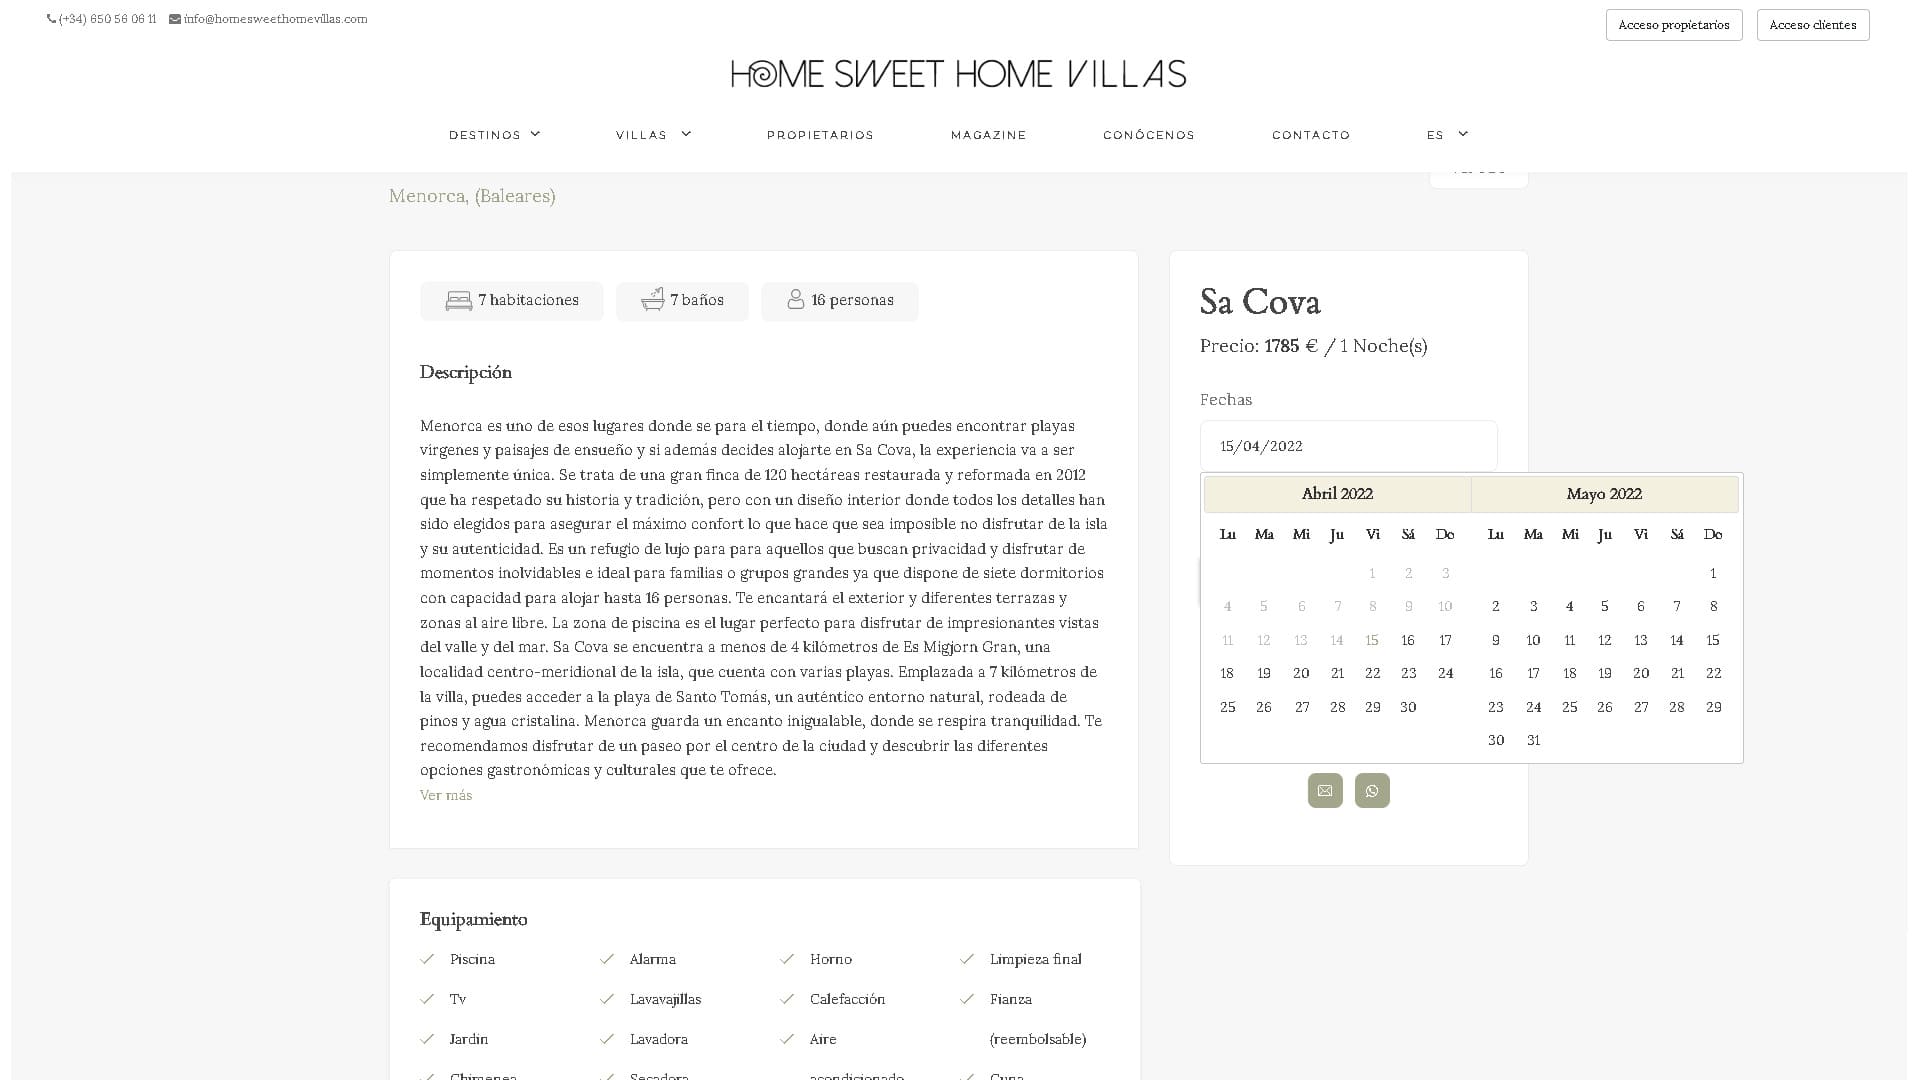 (+34) 650 56 06 11 info@homesweethomevillas.com
Acceso propietarios Acceso clientes
HOME SWEET HOME VILLAS
DESTINOS VILLAS PROPIETARIOS MAGAZINE CONÓCENOS CONTACTO ES
Menorca, (Baleares)
7 habitaciones 7 baños 16 personas
Descripción
Menorca es uno de esos lugares donde se para el tiempo, donde aún puedes encontrar playas
vírgenes y paisajes de ensueño y si además decides alojarte en Sa Cova, la experiencia va a ser
simplemente única. Se trata de una gran finca de 120 hectáreas restaurada y reformada en 2012
que ha respetado su historia y tradición, pero con un diseño interior donde todos los detalles han
sido elegidos para asegurar el máximo confort lo que hace que sea imposible no disfrutar de la isla
y su autenticidad. Es un refugio de lujo para para aquellos que buscan privacidad y disfrutar de
momentos inolvidables e ideal para familias o grupos grandes ya que dispone de siete dormitorios
con capacidad para alojar hasta 16 personas. Te encantará el exterior y diferentes terrazas y
zonas al aire libre. La zona de piscina es el lugar perfecto para disfrutar de impresionantes vistas
del valle y del mar. Sa Cova se encuentra a menos de 4 kilómetros de Es Migjorn Gran, una
localidad centro-meridional de la isla, que cuenta con varias playas. Emplazada a 7 kilómetros de
la villa, puedes acceder a la playa de Santo Tomás, un auténtico entorno natural, rodeada de
pinos y agua cristalina. Menorca guarda un encanto inigualable, donde se respira tranquilidad. Te
recomendamos disfrutar de un paseo por el centro de la ciudad y descubrir las diferentes
opciones gastronómicas y culturales que te ofrece.
Ver más
Sa Cova
Precio: 1785 € / 1 Noche(s)
Fechas
15/04/2022
Abril 2022 Mayo 2022
Lu Ma Mi Ju Vi Sá Do Lu Ma Mi Ju Vi Sá Do
1 2 3 1
4 5 6 7 8 9 10 2 3 4 5 6 7 8
11 12 13 14 15 16 17 9 10 11 12 13 14 15
18 19 20 21 22 23 24 16 17 18 19 20 21 22
25 26 27 28 29 30 23 24 25 26 27 28 29
30 31
Equipamiento
Piscina Alarma Horno Limpieza final
Tv Lavavajillas Calefacción Fianza
Jardín Lavadora Aire (reembolsable)
Chimenea Secadora acondicionado Cuna